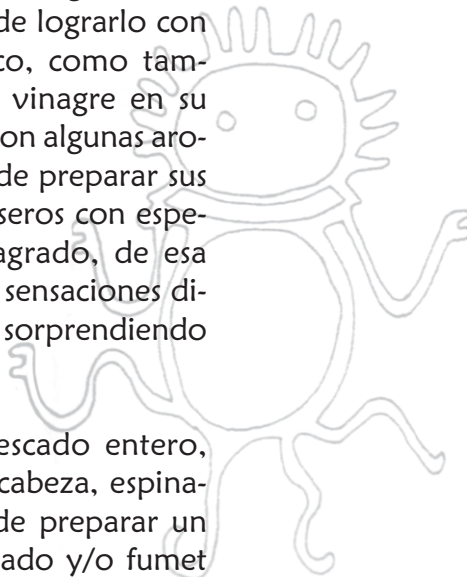 de lograrlo con
co, como tam-
vinagre en su
on algunas aro-
de preparar sus
seros con espe-
agrado, de esa
sensaciones di-
sorprendiendo
escado entero,
cabeza, espina-
de preparar un
ado y/o fumet